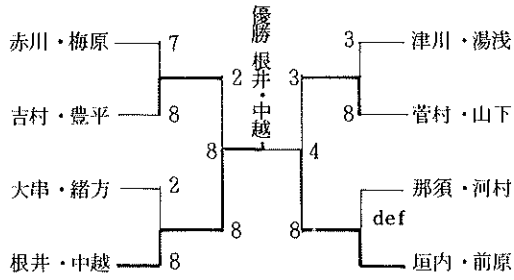 優勝 根井・中越
赤川・梅原 7
吉村・豊平 8
2
大串・緒方 2
根井・中越 8
8
8
3 津川・湯浅
8 菅村・山下
3
那須・河村
def
垣内・前原
8
4